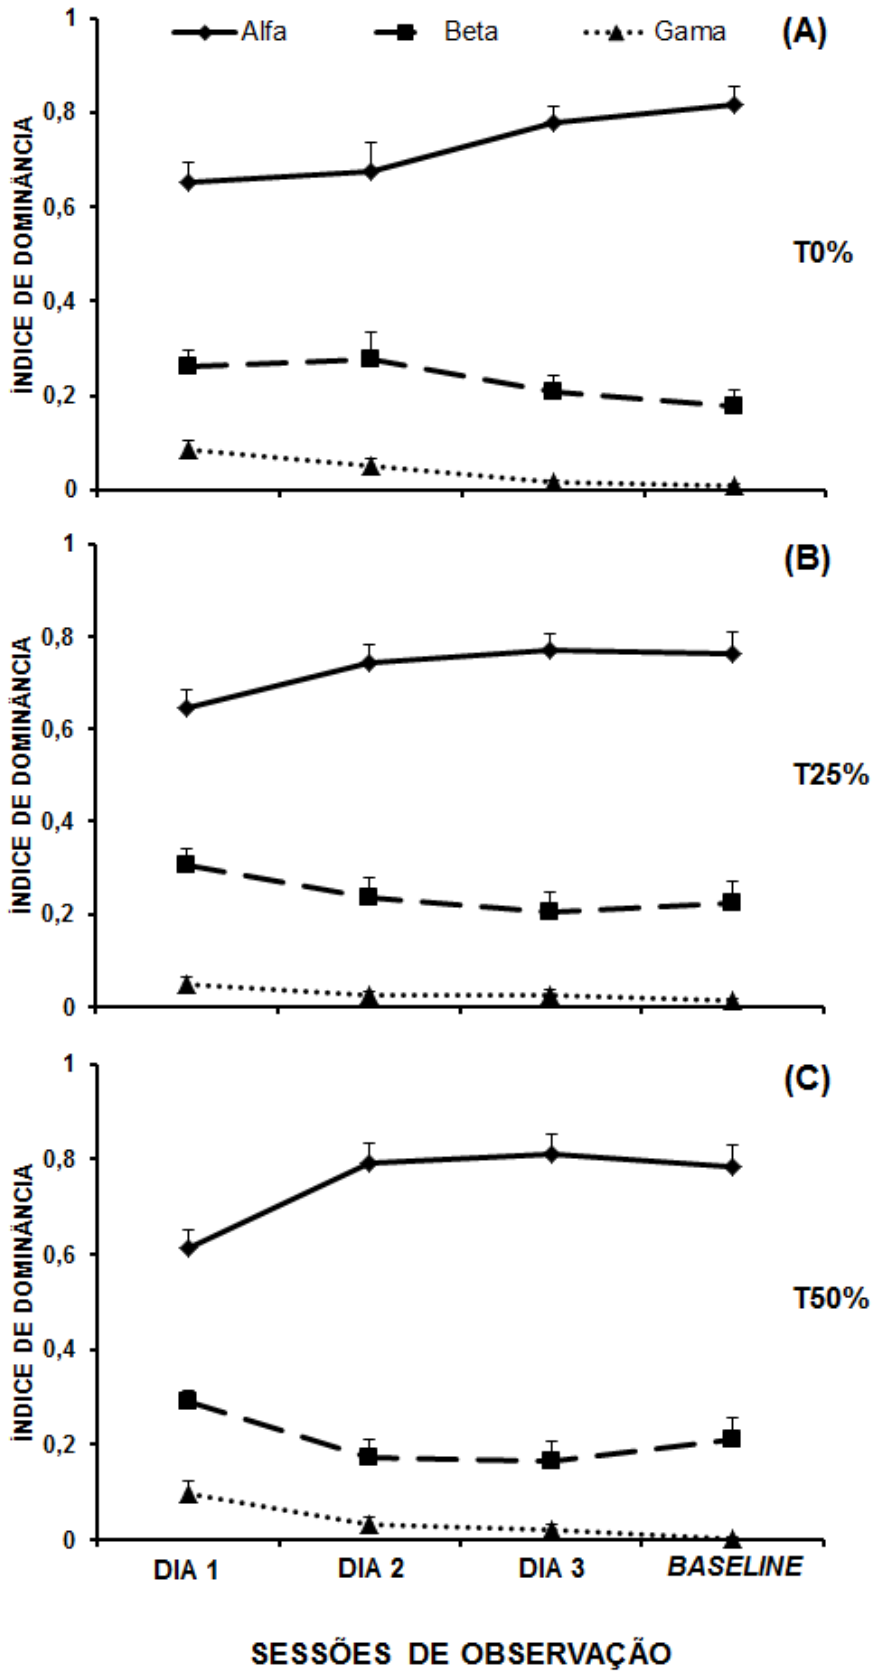 1
Alfa Beta Gama (A)
0,8
0,6
T0%
0,4
0,2
0
ÍNDICE DE DOMINÂNCIA
1
(B)
0,8
0,6
T25%
0,4
0,2
0
ÍNDICE DE DOMINÂNCIA
1
(C)
0,8
0,6
T50%
0,4
0,2
0
ÍNDICE DE DOMINÂNCIA
DIA 1 DIA 2 DIA 3 BASELINE
SESSÕES DE OBSERVAÇÃO